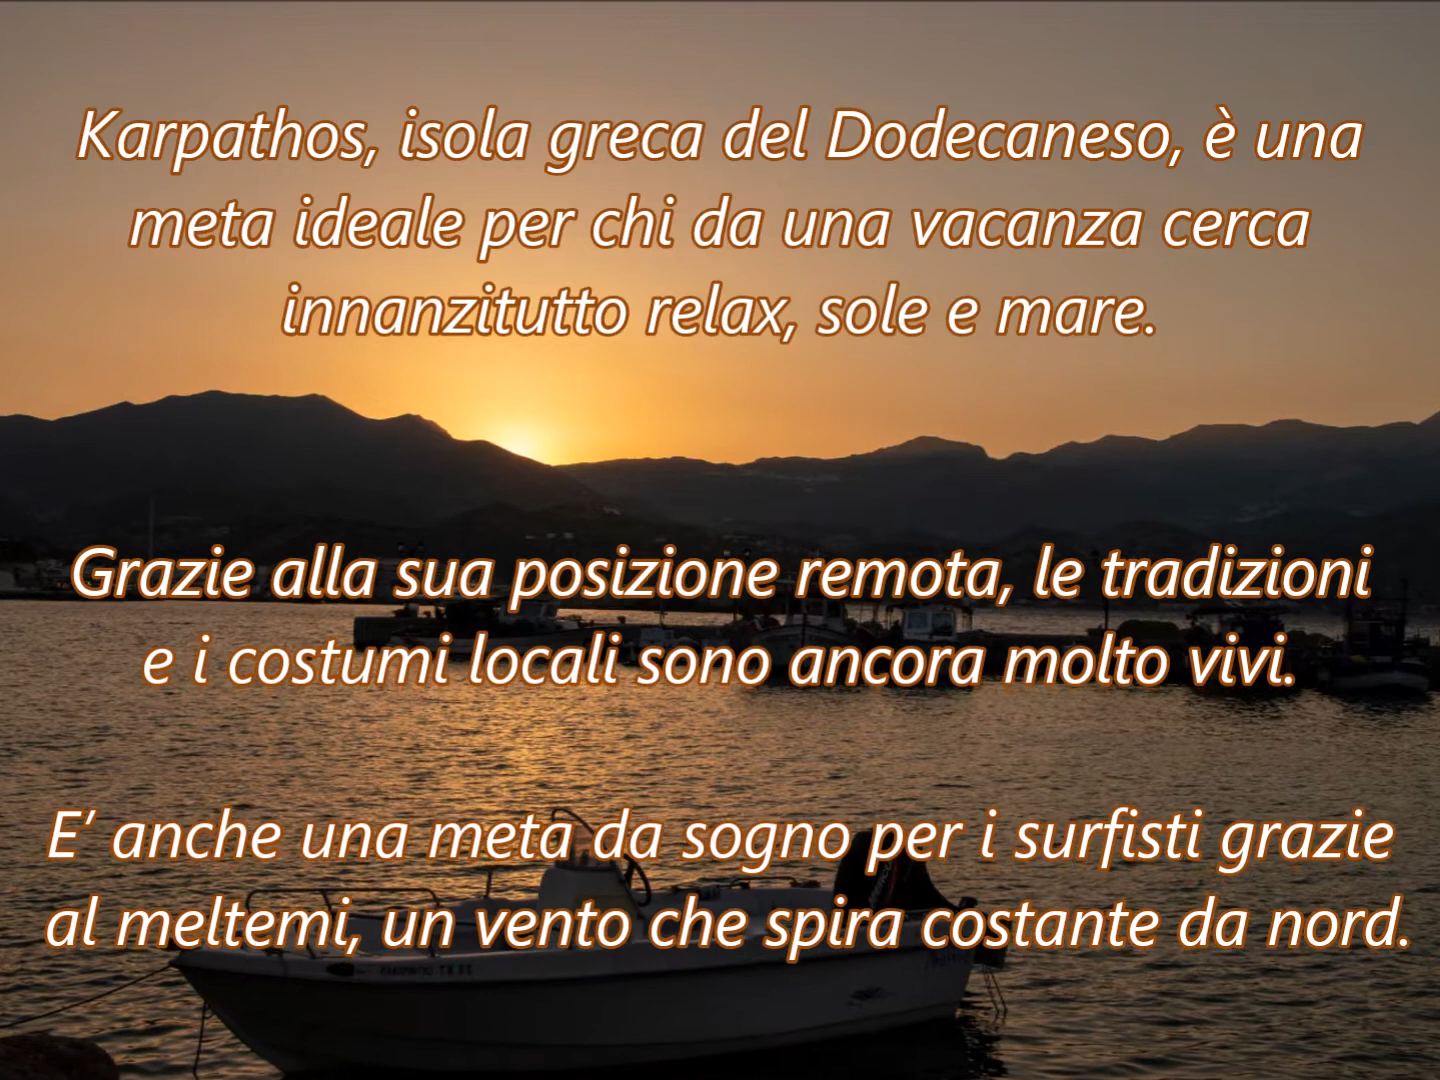 Karpathos, isola greca del Dodecaneso, è una
meta ideale per chi da una vacanza cerca
innanzitutto relax, sole e mare.
Grazie alla sua posizione remota, le tradizioni
e i costumi locali sono ancora molto vivi.
E’ anche una meta da sogno per i surfisti grazie
al meltemi, un vento che spira costante da nord.